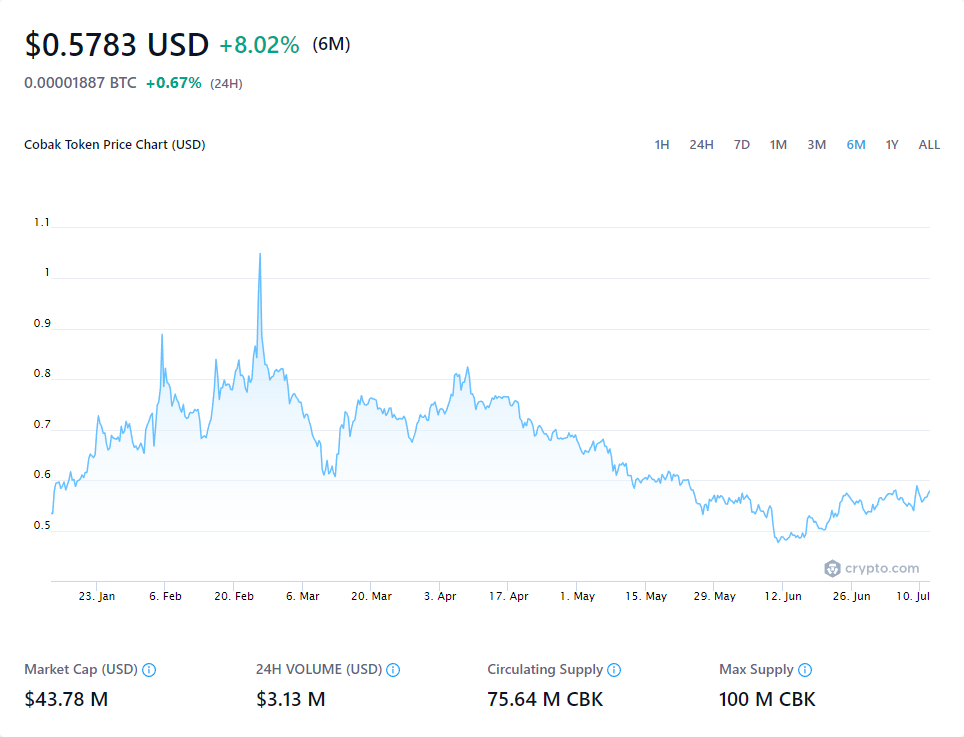 $0.5783 USD +8.02% (6M)
0.00001887 BTC +0.67% (24H)
Cobak Token Price Chart (USD) 1H 24H 7D 1M 3M 6M 1Y ALL
1.1
1
0.9
0.8
0.7
0.6
0.5
crypto.com
23. Jan 6. Feb 20. Feb 6. Mar 20. Mar 3. Apr 17. Apr 1. May 15. May 29. May 12. Jun 26. Jun 10. Jul
Market Cap (USD) 24H VOLUME (USD) Circulating Supply Max Supply
$43.78 M $3.13 M 75.64 M CBK 100 M CBK